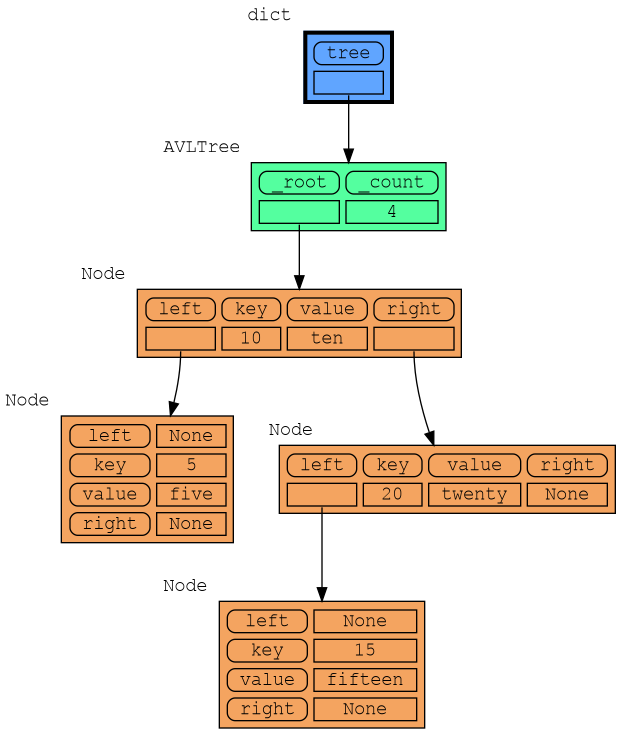 dict
tree
AVLTree
_root _count
4
Node
left key value right
10 ten
Node
left None
key 5
value five
right None
Node
left key value right
20 twenty None
Node
left None
key 15
value fifteen
right None